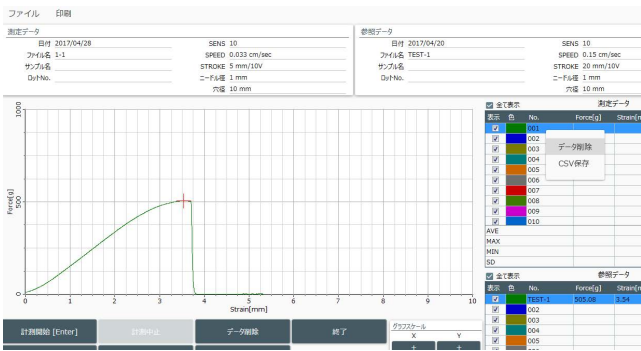 ファイル 印刷
測定データ
日付 2017/04/28 SENS 10
ファイル名 1-1 SPEED 0.033 cm/sec
サンプル名 STROKE 5 mm/10V
ロットNo. ニードル径 1 mm
穴径 10 mm
参照データ
日付 2017/04/20 SENS 10
ファイル名 TEST-1 SPEED 0.15 cm/sec
サンプル名 STROKE 20 mm/10V
ロットNo. ニードル径 1 mm
穴径 10 mm
1000
500
0
Force[g]
0 1 2 3 4 5 6 7 8 9 10
Strain[mm]
全て表示 測定データ
表示 色 No. Force[g] Strain[m
001
002
003
004
005
006
007
008
009
010
AVE
MAX
MIN
SD
データ削除
CSV保存
全て表示 参照データ
表示 色 No. Force[g] Strain[m
TEST-1 505.08 3.54
002
003
004
005
計測開始 [Enter] 計測中止 データ削除 終了
グラフスケール
X Y
+ +